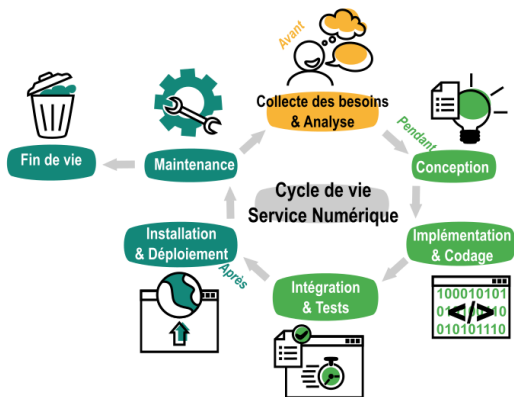 Avant
Collecte des besoins
& Analyse
Pendant
Conception
Implémentation
& Codage
100010101
010101110
</>
Intégration
& Tests
Après
Installation
& Déploiement
Maintenance
Fin de vie
Cycle de vie
Service Numérique